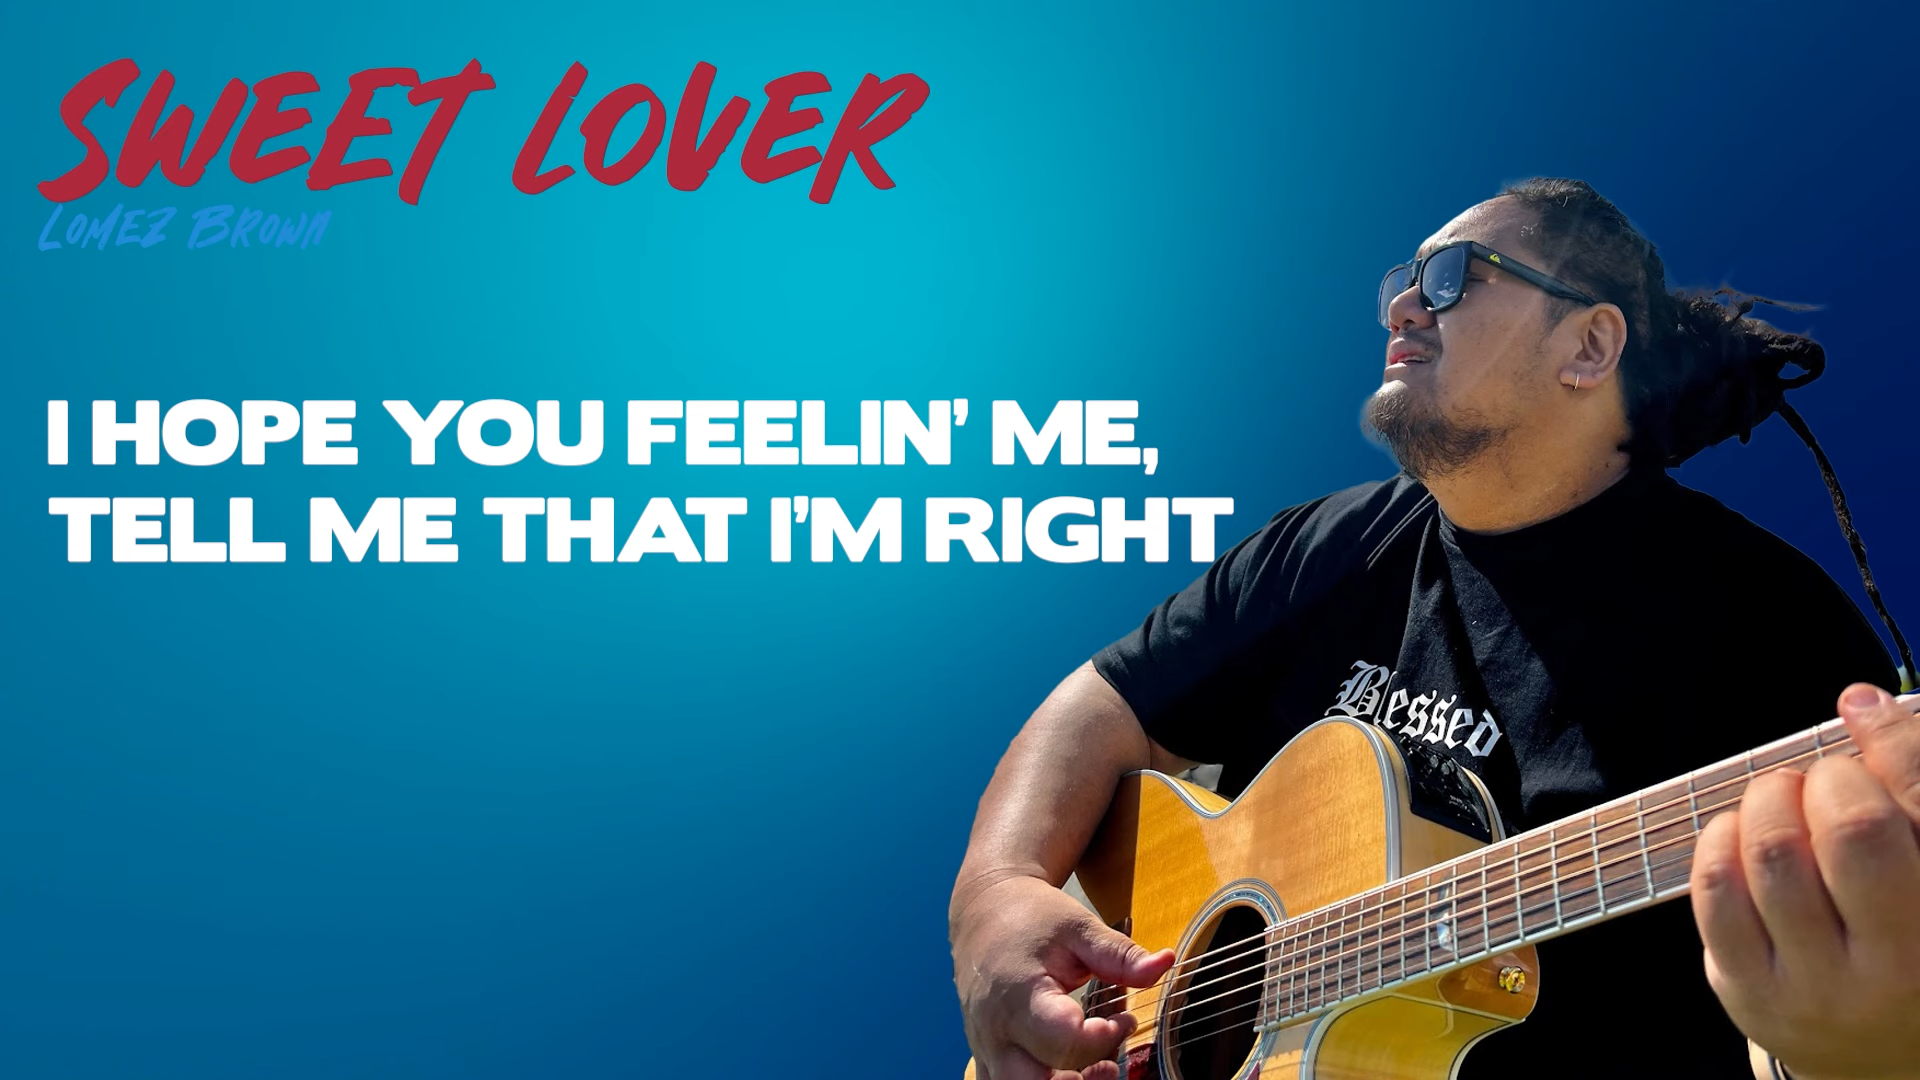 SWEET LOVER
LOMEZ BROWN
I HOPE YOU FEELIN' ME,
TELL ME THAT I'M RIGHT
Blessed